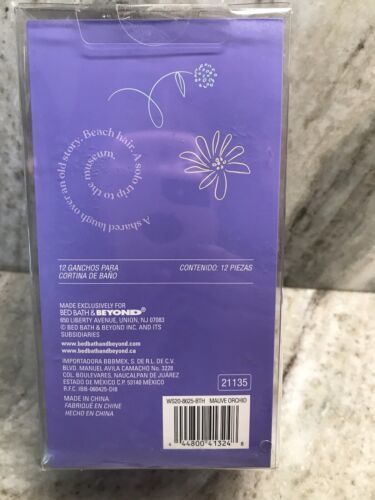 A shared laugh over an old story. Beach hair. A solo trip to the museum.
12 GANCHOS PARA
CORTINA DE BAÑO
CONTENIDO: 12 PIEZAS
MADE EXCLUSIVELY FOR
BED BATH & BEYOND®
650 LIBERTY AVENUE, UNION, NJ 07083
© BED BATH & BEYOND INC. AND ITS
SUBSIDIARIES
www.bedbathandbeyond.com
www.bedbathandbeyond.ca
IMPORTADORA BBBMEX, S. DE R.L. DE C.V.
BLVD. MANUEL AVILA CAMACHO No. 3228
COL. BOULEVARES, NAUCALPAN DE JUÁREZ
ESTADO DE MÉXICO C.P. 53140 MÉXICO
R.F.C. IBB-060425-DI8
MADE IN CHINA
FABRIQUÉ EN CHINE
HECHO EN CHINA
21135
WS20-8625-BTH MAUVE ORCHID
4 44800 41324 8